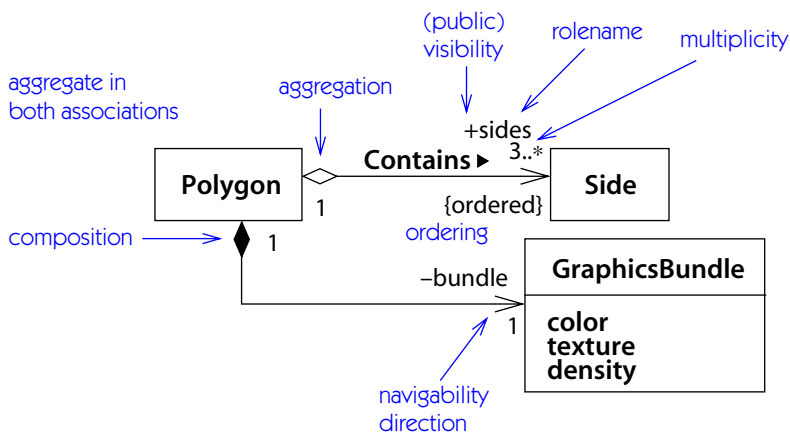 (public)
visibility
rolename
multiplicity
aggregate in
both associations
aggregation
+sides
Contains ▸
3..*
Polygon
Side
1
{ordered}
composition
1
ordering
–bundle
GraphicsBundle
1
color
texture
density
navigability
direction